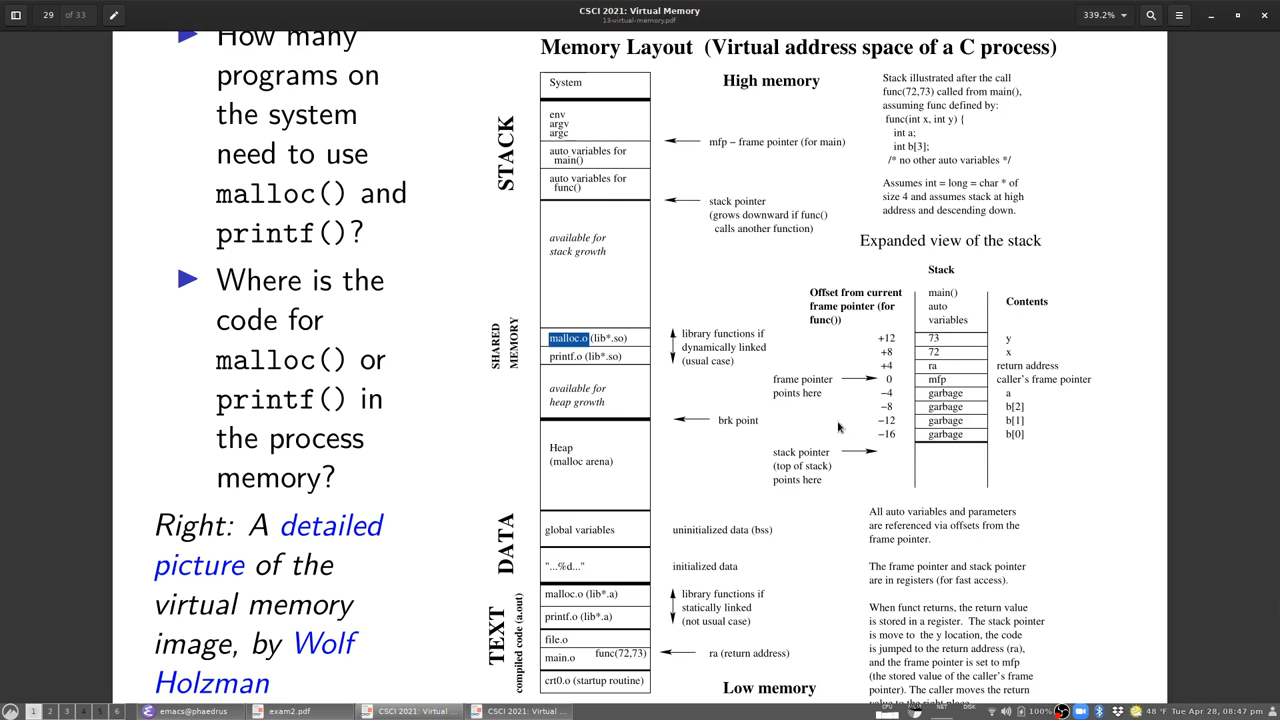 CSCI 2021: Virtual Memory
13-virtual-memory.pdf
29 of 33
339.2%
How many
programs on
the system
need to use
malloc() and
printf()?
Where is the
code for
malloc() or
printf() in
the process
memory?
Right: A detailed
picture of the
virtual memory
image, by Wolf
Holzman
Memory Layout (Virtual address space of a C process)
System
High memory
STACK
env
argv
argc
mfp – frame pointer (for main)
auto variables for
main()
auto variables for
func()
stack pointer
(grows downward if func()
calls another function)
available for
stack growth
SHARED
MEMORY
malloc.o (lib*.so)
printf.o (lib*.so)
library functions if
dynamically linked
(usual case)
available for
heap growth
brk point
Heap
(malloc arena)
DATA
global variables
uninitialized data (bss)
"...%d..."
initialized data
TEXT
compiled code (a.out)
malloc.o (lib*.a)
printf.o (lib*.a)
library functions if
statically linked
(not usual case)
file.o
main.o
func(72,73)
ra (return address)
crt0.o (startup routine)
Low memory
Stack illustrated after the call
func(72,73) called from main(),
assuming func defined by:
func(int x, int y) {
int a;
int b[3];
/* no other auto variables */
Assumes int = long = char * of
size 4 and assumes stack at high
address and descending down.
Expanded view of the stack
Stack
Offset from current
frame pointer (for
func())
main()
auto
variables
Contents
+12 73 y
+8 72 x
+4 ra return address
frame pointer
points here
0 mfp caller's frame pointer
−4 garbage a
−8 garbage b[2]
−12 garbage b[1]
−16 garbage b[0]
stack pointer
(top of stack)
points here
All auto variables and parameters
are referenced via offsets from the
frame pointer.
The frame pointer and stack pointer
are in registers (for fast access).
When funct returns, the return value
is stored in a register. The stack pointer
is move to the y location, the code
is jumped to the return address (ra),
and the frame pointer is set to mfp
(the stored value of the caller's frame
pointer). The caller moves the return
value to the right place.
1 2 3 4 5 6
emacs@phaedrus
exam2.pdf
CSCI 2021: Virtual ...
CSCI 2021: Virtual ...
100%
48 °F Tue Apr 28, 08:47 pm